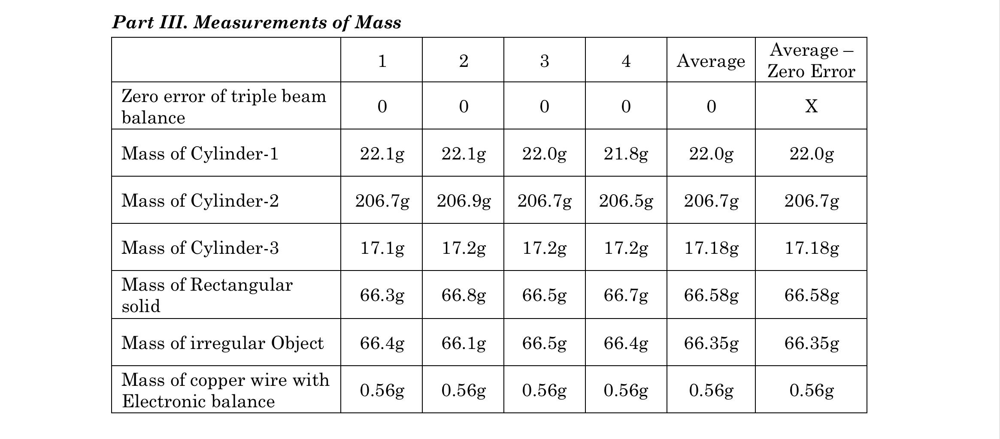 Part III. Measurements of Mass
1 2 3 4 Average Average –
Zero Error
Zero error of triple beam
balance 0 0 0 0 0 X
Mass of Cylinder-1 22.1g 22.1g 22.0g 21.8g 22.0g 22.0g
Mass of Cylinder-2 206.7g 206.9g 206.7g 206.5g 206.7g 206.7g
Mass of Cylinder-3 17.1g 17.2g 17.2g 17.2g 17.18g 17.18g
Mass of Rectangular
solid 66.3g 66.8g 66.5g 66.7g 66.58g 66.58g
Mass of irregular Object 66.4g 66.1g 66.5g 66.4g 66.35g 66.35g
Mass of copper wire with
Electronic balance 0.56g 0.56g 0.56g 0.56g 0.56g 0.56g